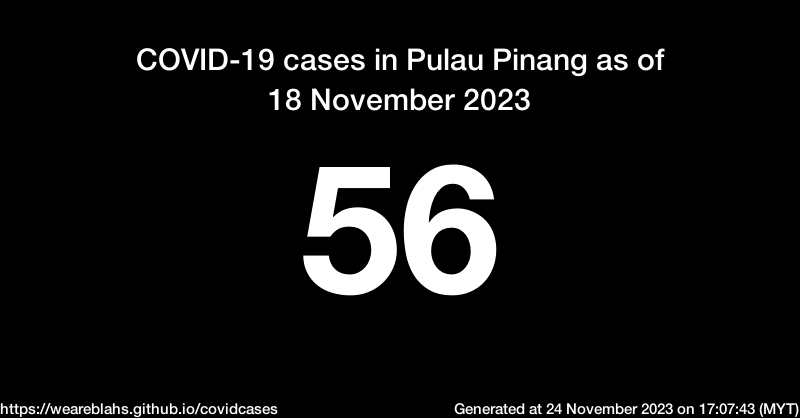 COVID-19 cases in Pulau Pinang as of
18 November 2023
56
https://weareblahs.github.io/covidcases
Generated at 24 November 2023 on 17:07:43 (MYT)